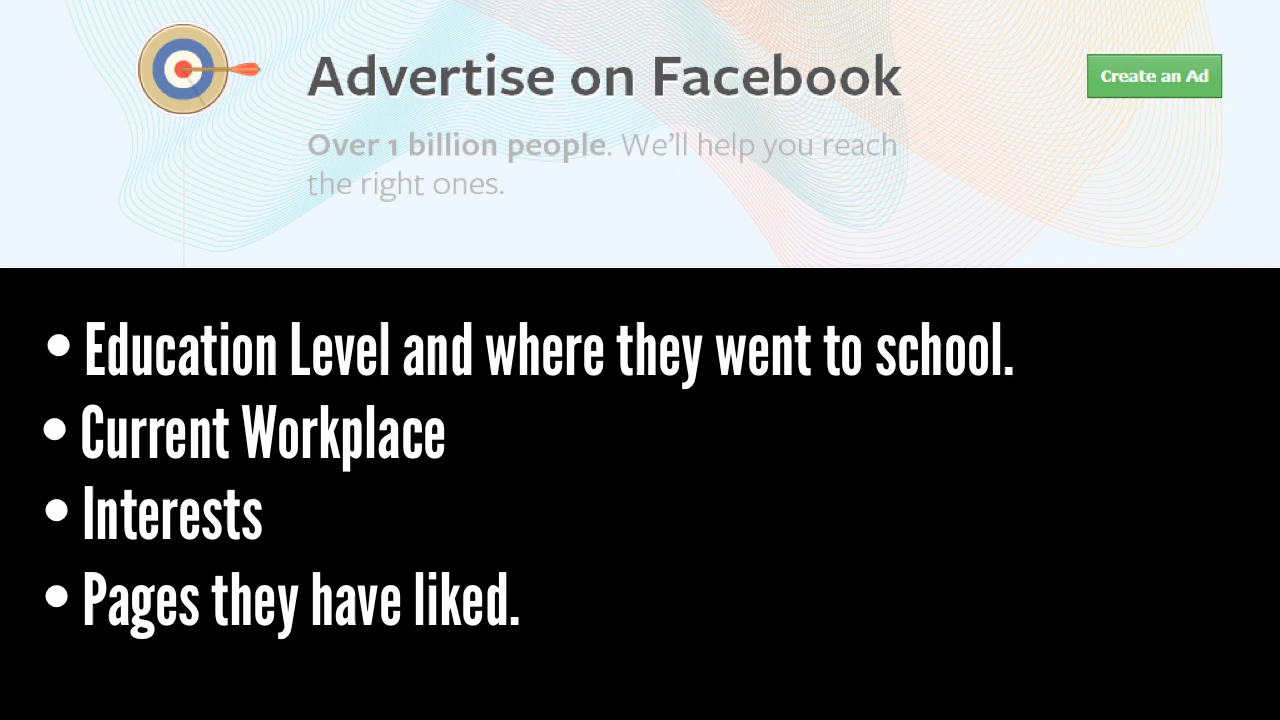 Advertise on Facebook
Create an Ad
Over 1 billion people. We'll help you reach
the right ones.
• Education Level and where they went to school.
• Current Workplace
• Interests
• Pages they have liked.